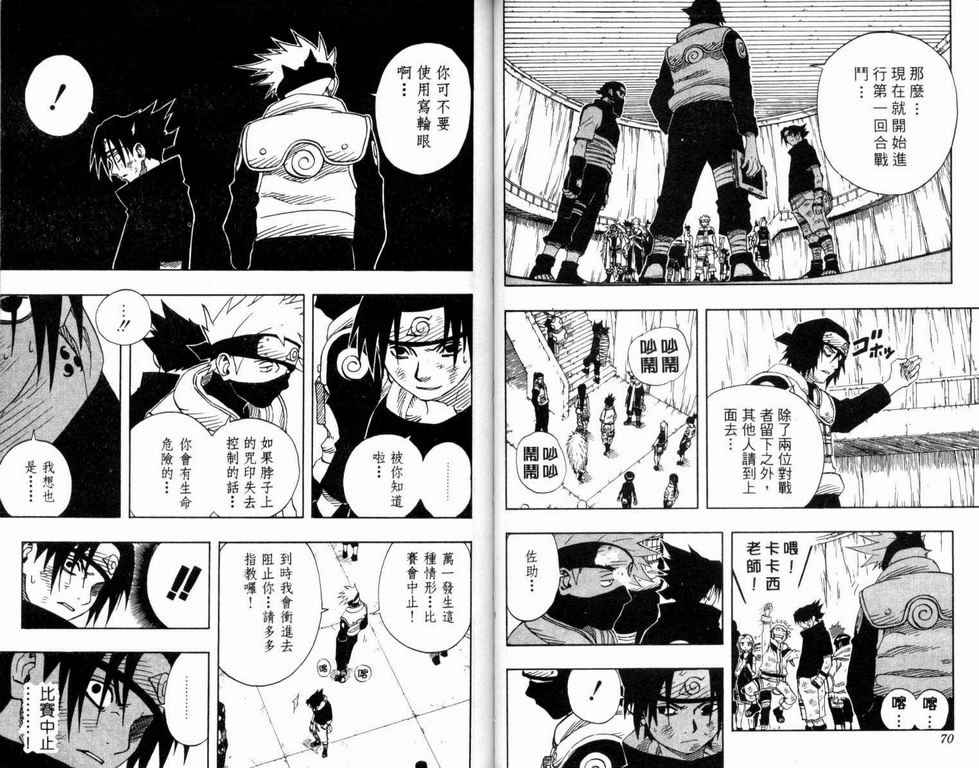 那麼…
現在就開始進
行第一回合戰
鬥…
ゴホッ
除了兩位對戰
者留下之外，
其他人請到上
面去…
吵
鬧
吵
鬧
吵
鬧
吵
鬧
喂！
卡卡西
老師！
喀…
喀…
佐助…
！
70
你可不要
使用寫輪眼
啊…
！
………
被你知道
啦…
如果脖子上
的咒印失去
控制的話…
你會有生命
危險的…
…!!
我想也
是…
萬一發生這
種情形…比
賽會中止！
到時我會衝進去
阻止你…請多多
指教囉！
喀
喀
!!
……
比賽中止
………！